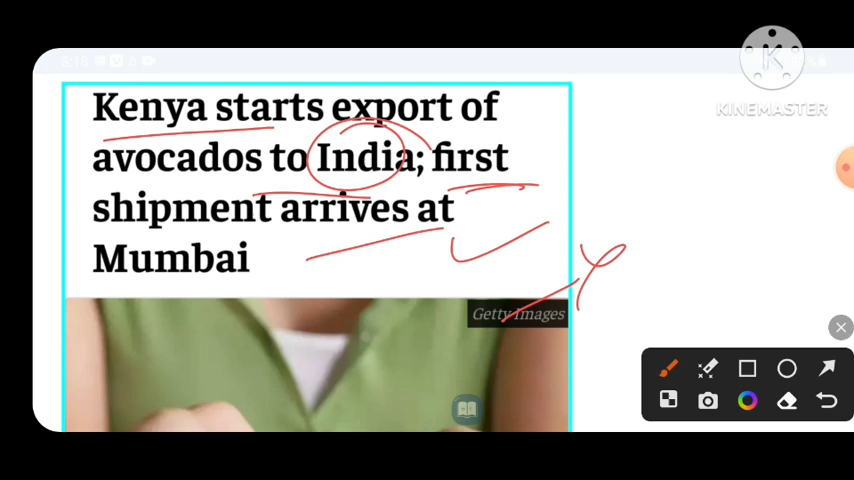 KINEMASTER
Kenya starts export of
avocados to India; first
shipment arrives at
Mumbai
Getty Images